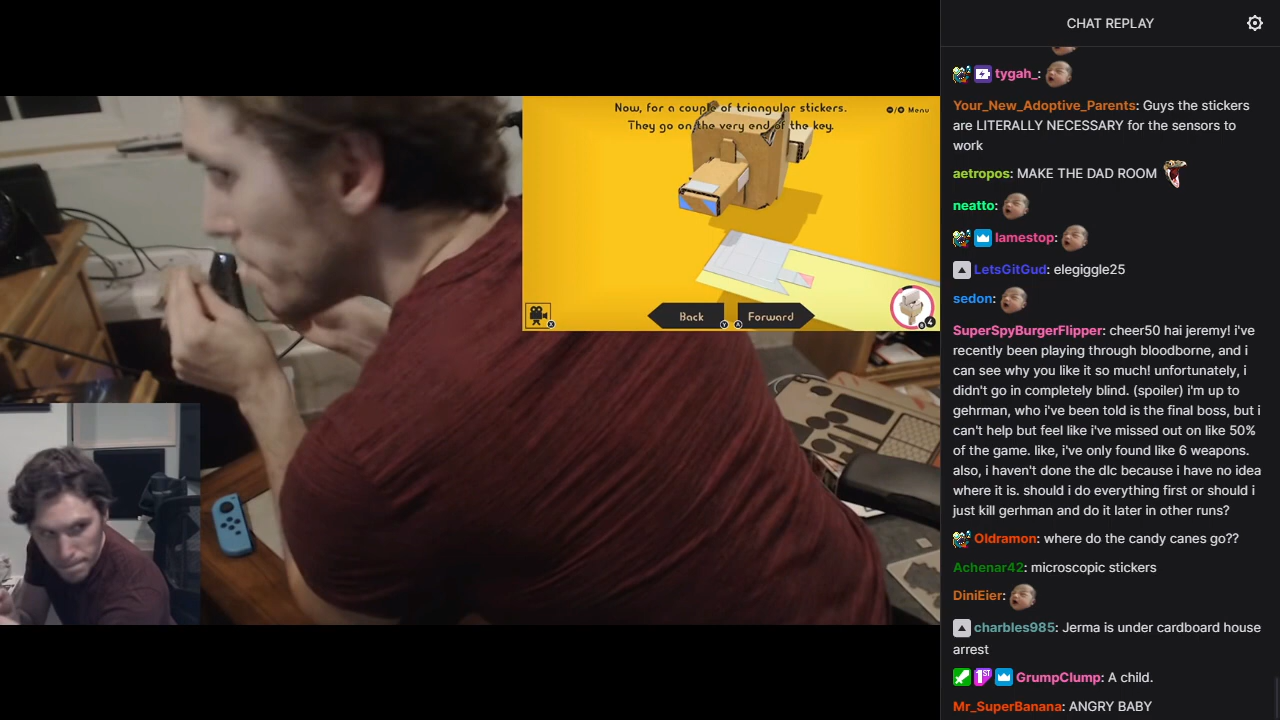 CHAT REPLAY
tygah_:
Your_New_Adoptive_Parents: Guys the stickers
are LITERALLY NECESSARY for the sensors to
work
aetropos: MAKE THE DAD ROOM
neatto:
lamestop:
LetsGitGud: elegiggle25
sedon:
SuperSpyBurgerFlipper: cheer50 hai jeremy! i've
recently been playing through bloodborne, and i
can see why you like it so much! unfortunately, i
didn't go in completely blind. (spoiler) i'm up to
gehrman, who i've been told is the final boss, but i
can't help but feel like i've missed out on like 50%
of the game. like, i've only found like 6 weapons.
also, i haven't done the dlc because i have no idea
where it is. should i do everything first or should i
just kill gerhman and do it later in other runs?
Oldramon: where do the candy canes go??
Achenar42: microscopic stickers
DiniEier:
charbles985: Jerma is under cardboard house
arrest
1ST GrumpClump: A child.
Mr_SuperBanana: ANGRY BABY
Now, for a couple of triangular stickers.
They go on the very end of the key.
Menu
X
Back
Y
A
Forward
4